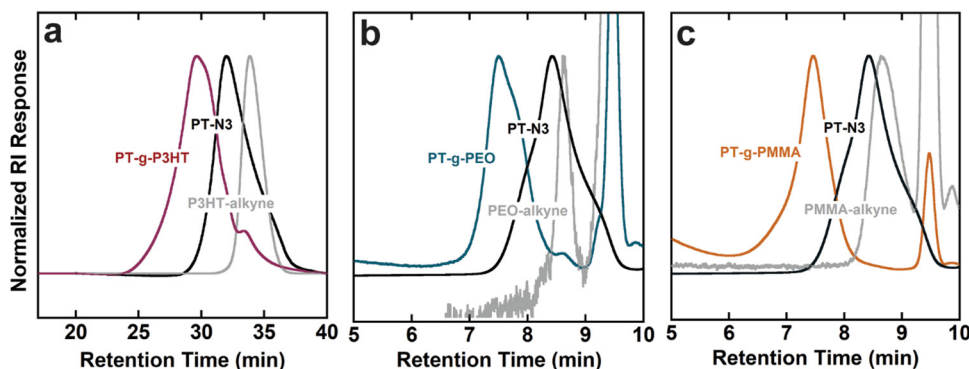 Normalized RI Response
a
PT-N3
PT-g-P3HT
P3HT-alkyne
20 25 30 35 40
Retention Time (min)
b
PT-N3
PT-g-PEO
PEO-alkyne
5 6 7 8 9 10
Retention Time (min)
c
PT-N3
PT-g-PMMA
PMMA-alkyne
5 6 7 8 9 10
Retention Time (min)